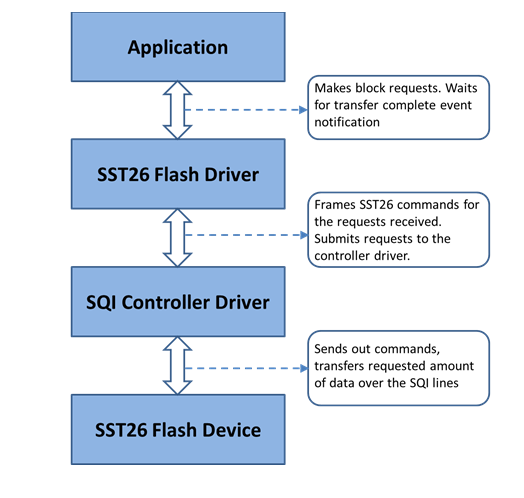 Application
Makes block requests. Waits
for transfer complete event
notification
SST26 Flash Driver
Frames SST26 commands for
the requests received.
Submits requests to the
controller driver.
SQI Controller Driver
Sends out commands,
transfers requested amount
of data over the SQI lines
SST26 Flash Device